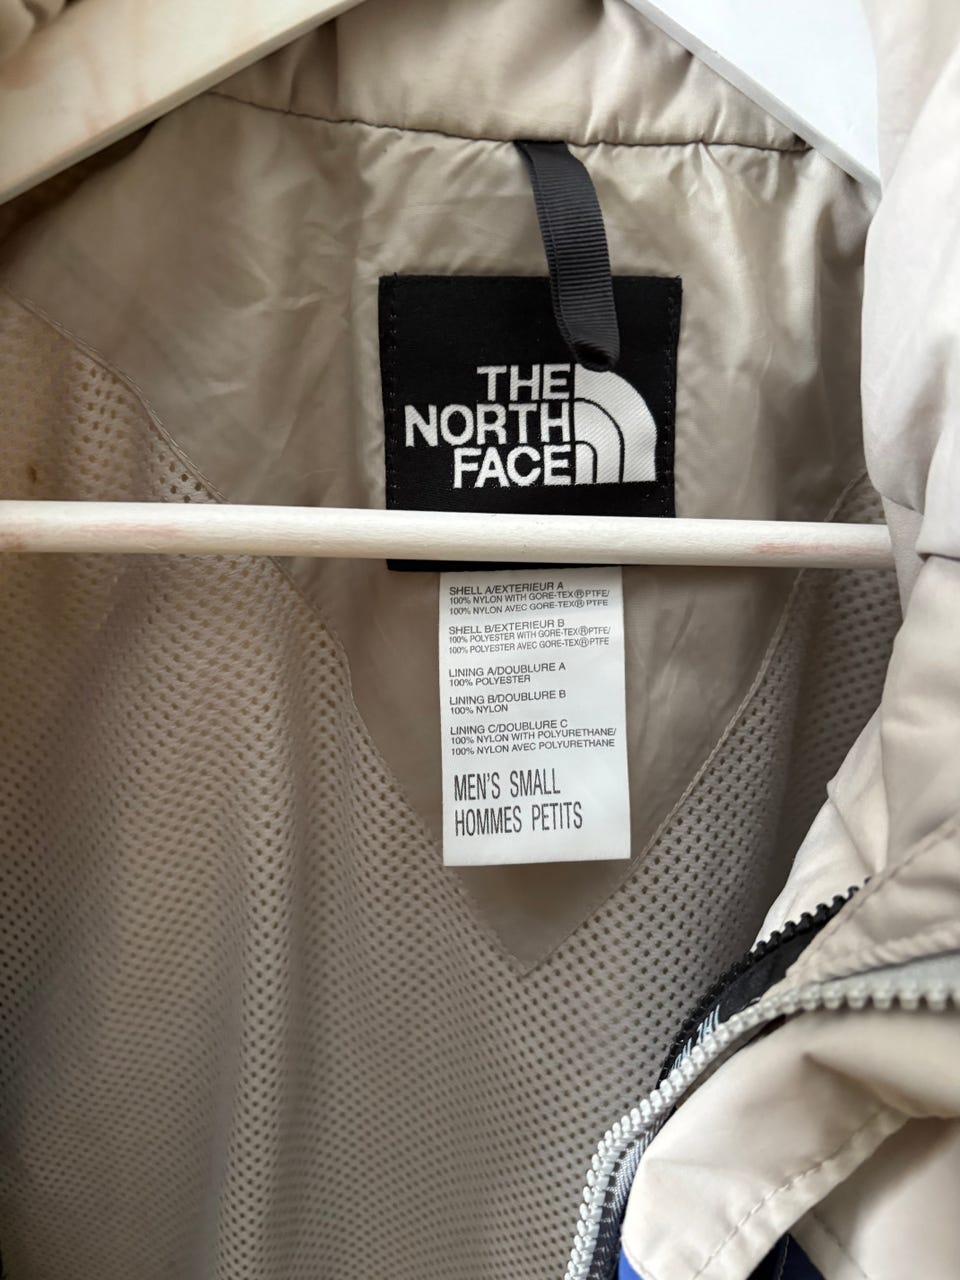 THE
NORTH
FACE
SHELL A/EXTERIEUR A
100% NYLON WITH GORE-TEX®PTFE/
100% NYLON AVEC GORE-TEX®PTFE
SHELL B/EXTERIEUR B
100% POLYESTER WITH GORE-TEX®PTFE/
100% POLYESTER AVEC GORE-TEX®PTFE
LINING A/DOUBLURE A
100% POLYESTER
LINING B/DOUBLURE B
100% NYLON
LINING C/DOUBLURE C
100% NYLON WITH POLYURETHANE/
100% NYLON AVEC POLYURETHANE
MEN'S SMALL
HOMMES PETITS